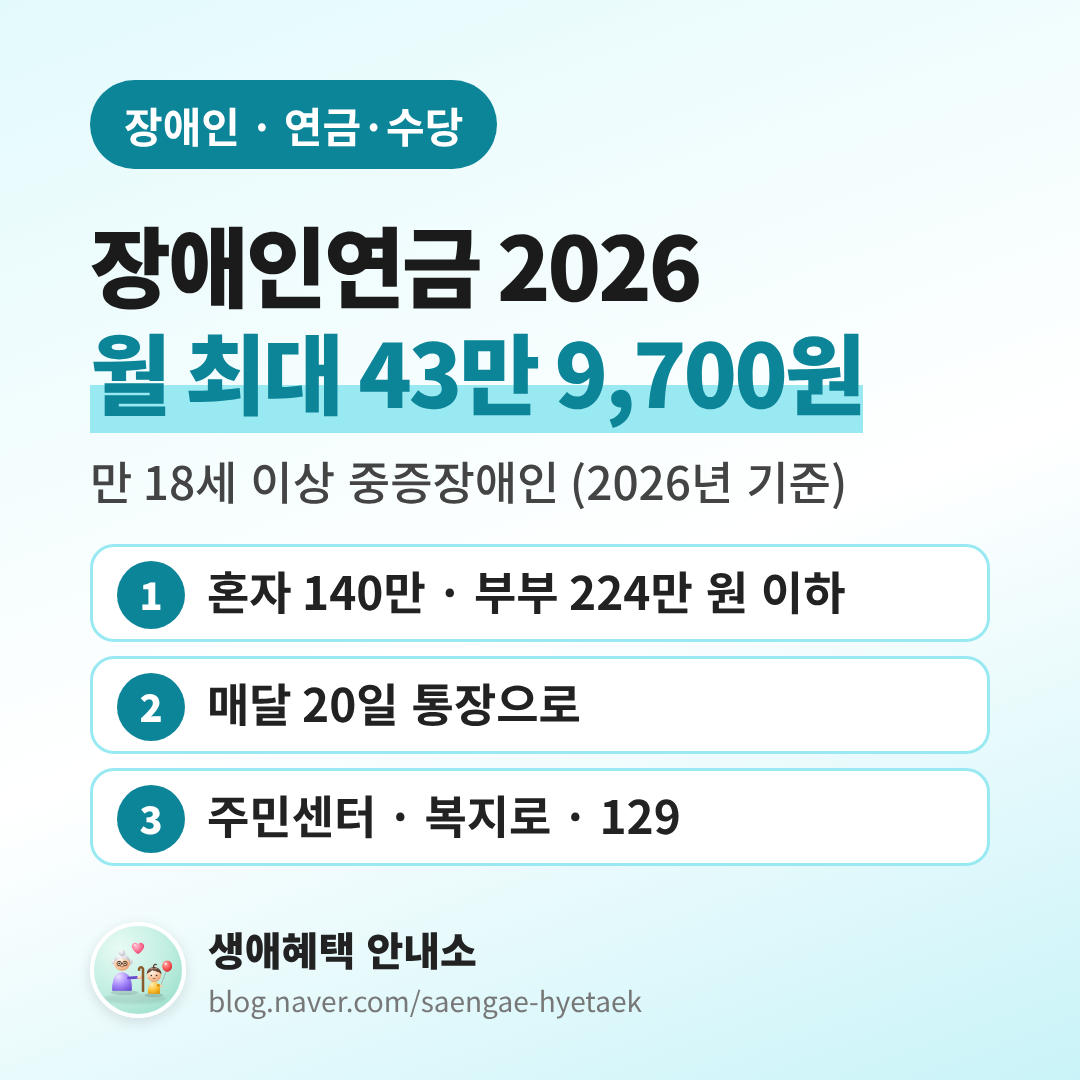 장애인 · 연금·수당
장애인연금 2026
월 최대 43만 9,700원
만 18세 이상 중증장애인 (2026년 기준)
1 혼자 140만 · 부부 224만 원 이하
2 매달 20일 통장으로
3 주민센터 · 복지로 · 129
생애혜택 안내소
blog.naver.com/saengae-hyetaek